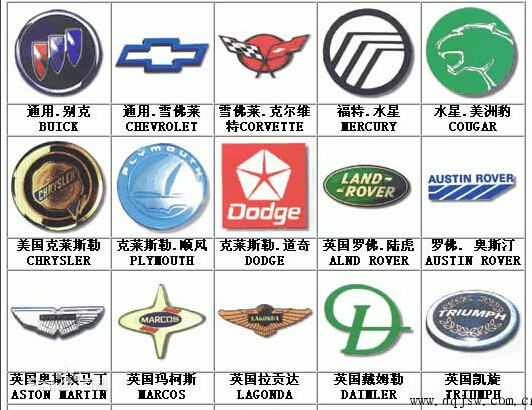 通用.别克
BUICK
通用.雪佛莱
CHEVROLET
雪佛莱.克尔维
特CORVETTE
福特.水星
MERCURY
水星.美洲豹
COUGAR
CHRYSLER
PLYMOUTH
Dodge
LAND-
ROVER
AUSTIN ROVER
美国克莱斯勒
CHRYSLER
克莱斯勒.顺风
PLYMOUTH
克莱斯勒.道奇
DODGE
英国罗佛.陆虎
ALND ROVER
罗佛. 奥斯汀
AUSTIN ROVER
MARCOS
LAGONDA
D
TRIUMPH
英国奥斯顿马丁
ASTON MARTIN
英国玛柯斯
MARCOS
英国拉贡达
LAGONDA
英国戴姆勒
DAIMLER
英国凯旋
TRIUMPH
www.dqjsw.com.cn